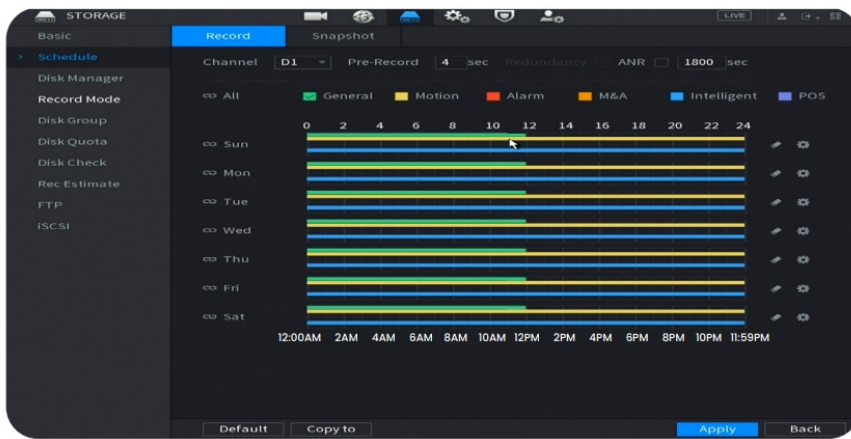 STORAGE LIVE
Basic Record Snapshot
Schedule
Channel D1 Pre-Record 4 sec Redundancy ANR 1800 sec
Disk Manager
Record Mode
All General Motion Alarm M&A Intelligent POS
Disk Group
0 2 4 6 8 10 12 14 16 18 20 22 24
Disk Quota
Sun
Disk Check
Mon
Rec Estimate
Tue
FTP
iSCSI
Wed
Thu
Fri
Sat
12:00AM 2AM 4AM 6AM 8AM 10AM 12PM 2PM 4PM 6PM 8PM 10PM 11:59PM
Default Copy to Apply Back